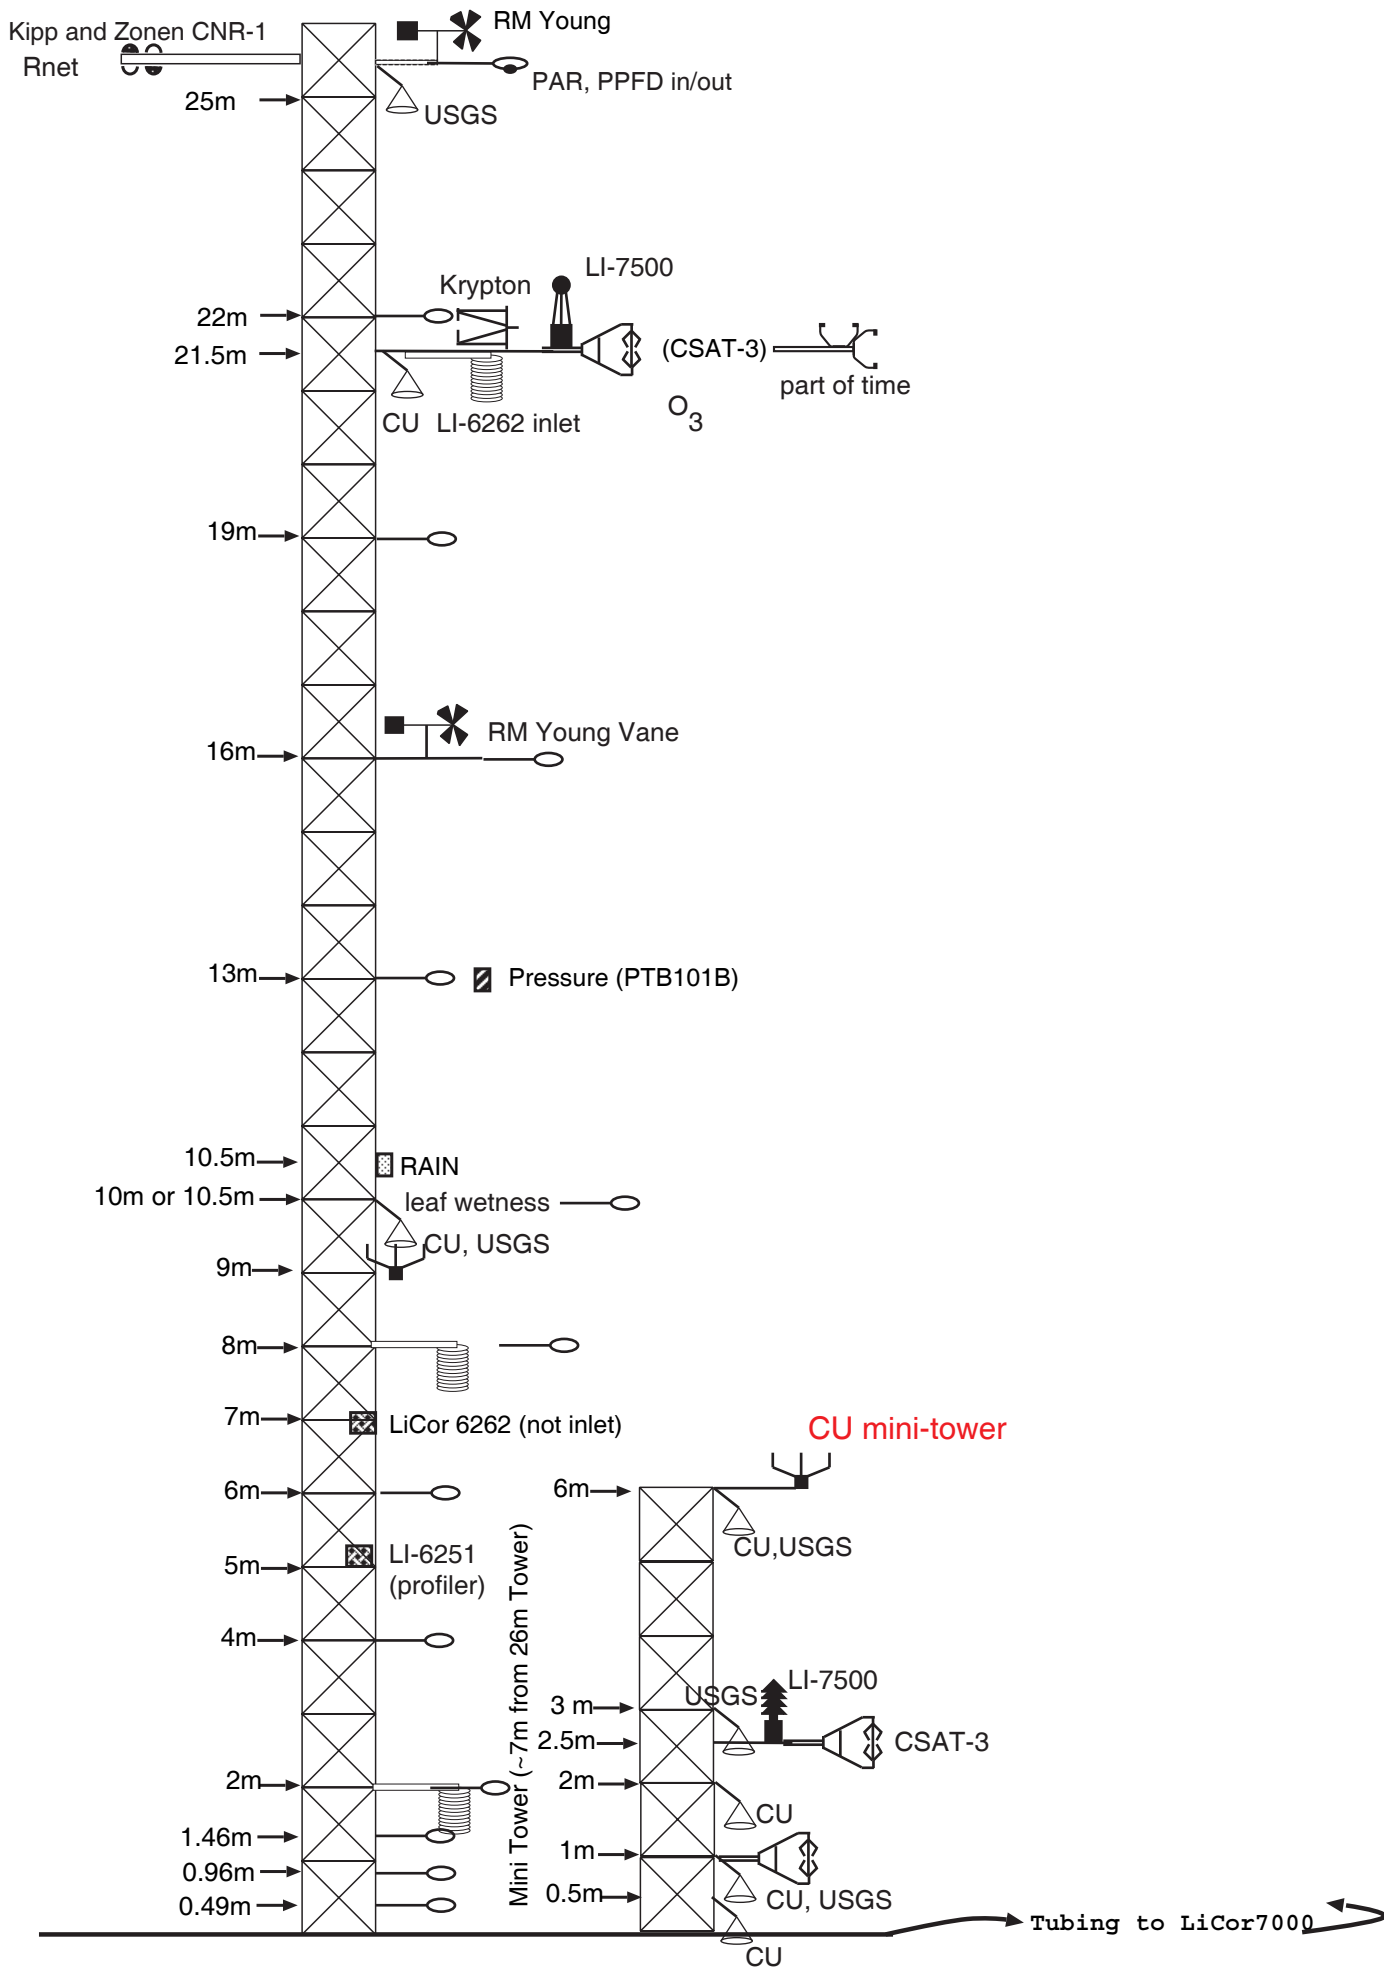 Kipp and Zonen CNR-1
Rnet
RM Young
PAR, PPFD in/out
25m
USGS
LI-7500
Krypton
22m
21.5m
(CSAT-3)
part of time
CU
LI-6262 inlet
O3
19m
16m
RM Young Vane
13m
Pressure (PTB101B)
10.5m
RAIN
10m or 10.5m
leaf wetness
CU, USGS
9m
8m
7m
LiCor 6262 (not inlet)
6m
5m
LI-6251
(profiler)
4m
2m
1.46m
0.96m
0.49m
Mini Tower (~7m from 26m Tower)
CU mini-tower
6m
CU,USGS
USGS
LI-7500
3 m
2.5m
CSAT-3
2m
CU
1m
CU, USGS
0.5m
CU
Tubing to LiCor7000